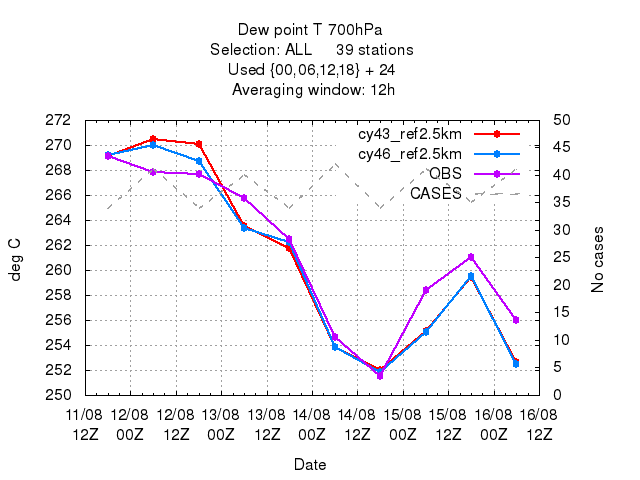 Dew point T 700hPa
Selection: ALL 39 stations
Used {00,06,12,18} + 24
Averaging window: 12h
272 50
270 45
268 40
266 35
264 30
262 25
260 20
258 15
256 10
254 5
252 0
250
cy43_ref2.5km
cy46_ref2.5km
OBS
CASES
deg C
No cases
11/08 12/08 12/08 13/08 13/08 14/08 14/08 15/08 15/08 16/08 16/08
12Z 00Z 12Z 00Z 12Z 00Z 12Z 00Z 12Z 00Z 12Z
Date